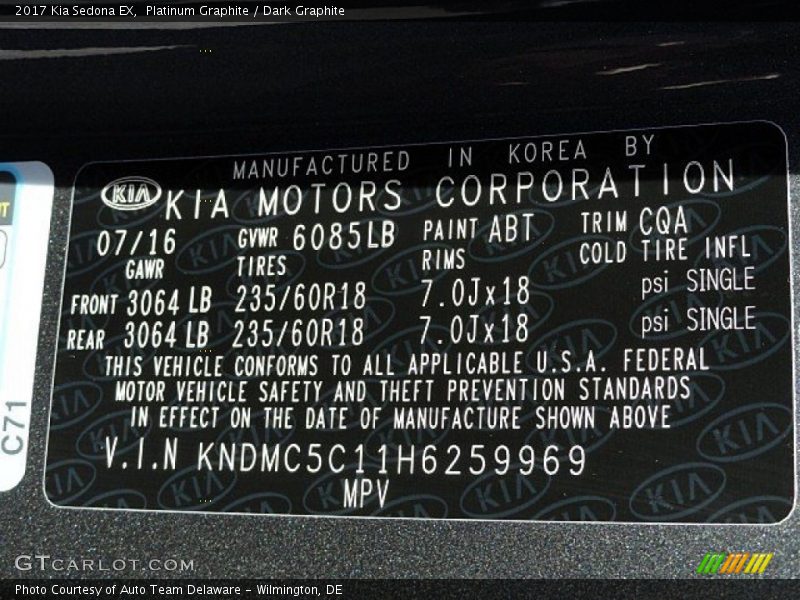 2017 Kia Sedona EX, Platinum Graphite / Dark Graphite
MANUFACTURED IN KOREA BY
KIA KIA MOTORS CORPORATION
07/16 GVWR 6085LB PAINT ABT TRIM CQA
GAWR TIRES RIMS COLD TIRE INFL
FRONT 3064 LB 235/60R18 7.0Jx18 psi SINGLE
REAR 3064 LB 235/60R18 7.0Jx18 psi SINGLE
THIS VEHICLE CONFORMS TO ALL APPLICABLE U.S.A. FEDERAL
MOTOR VEHICLE SAFETY AND THEFT PREVENTION STANDARDS
IN EFFECT ON THE DATE OF MANUFACTURE SHOWN ABOVE
V.I.N KNDMC5C11H6259969
MPV
C71
GTCARLOT.COM
Photo Courtesy of Auto Team Delaware - Wilmington, DE